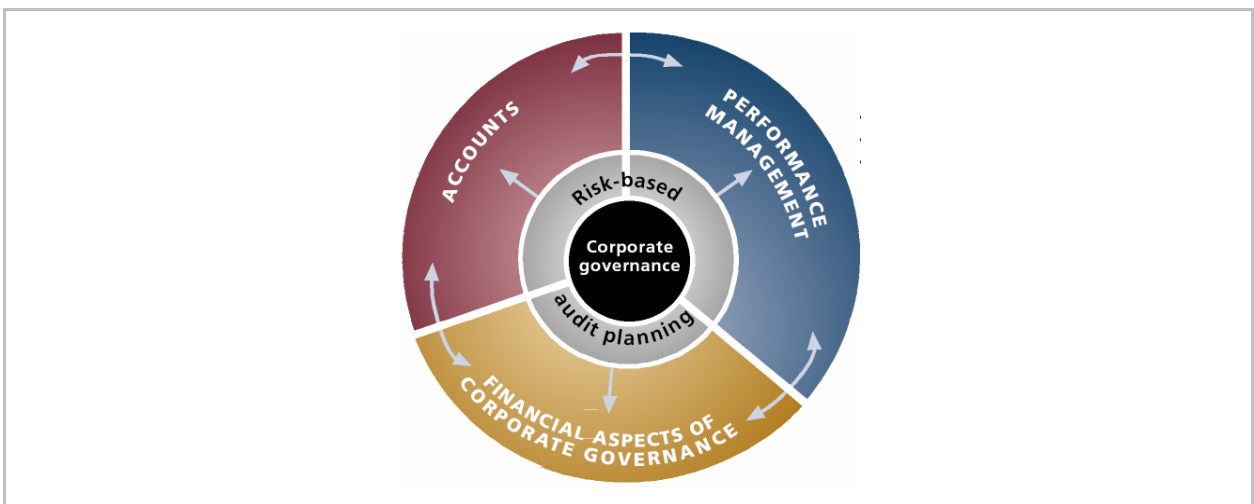 ACCOUNTS
PERFORMANCE
MANAGEMENT
Risk-based
Corporate
governance
audit planning
FINANCIAL ASPECTS OF
CORPORATE GOVERNANCE